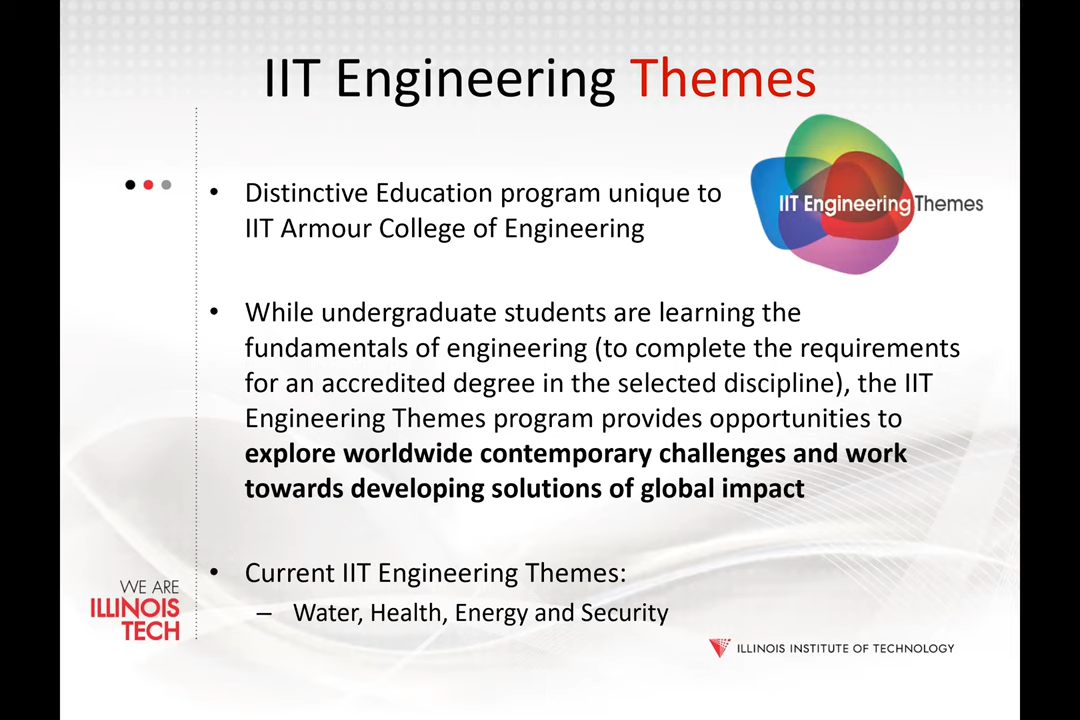 IIT Engineering Themes
IIT Engineering Themes
• Distinctive Education program unique to
IIT Armour College of Engineering
• While undergraduate students are learning the
fundamentals of engineering (to complete the requirements
for an accredited degree in the selected discipline), the IIT
Engineering Themes program provides opportunities to
explore worldwide contemporary challenges and work
towards developing solutions of global impact
• Current IIT Engineering Themes:
– Water, Health, Energy and Security
WE ARE
ILLINOIS
TECH
ILLINOIS INSTITUTE OF TECHNOLOGY